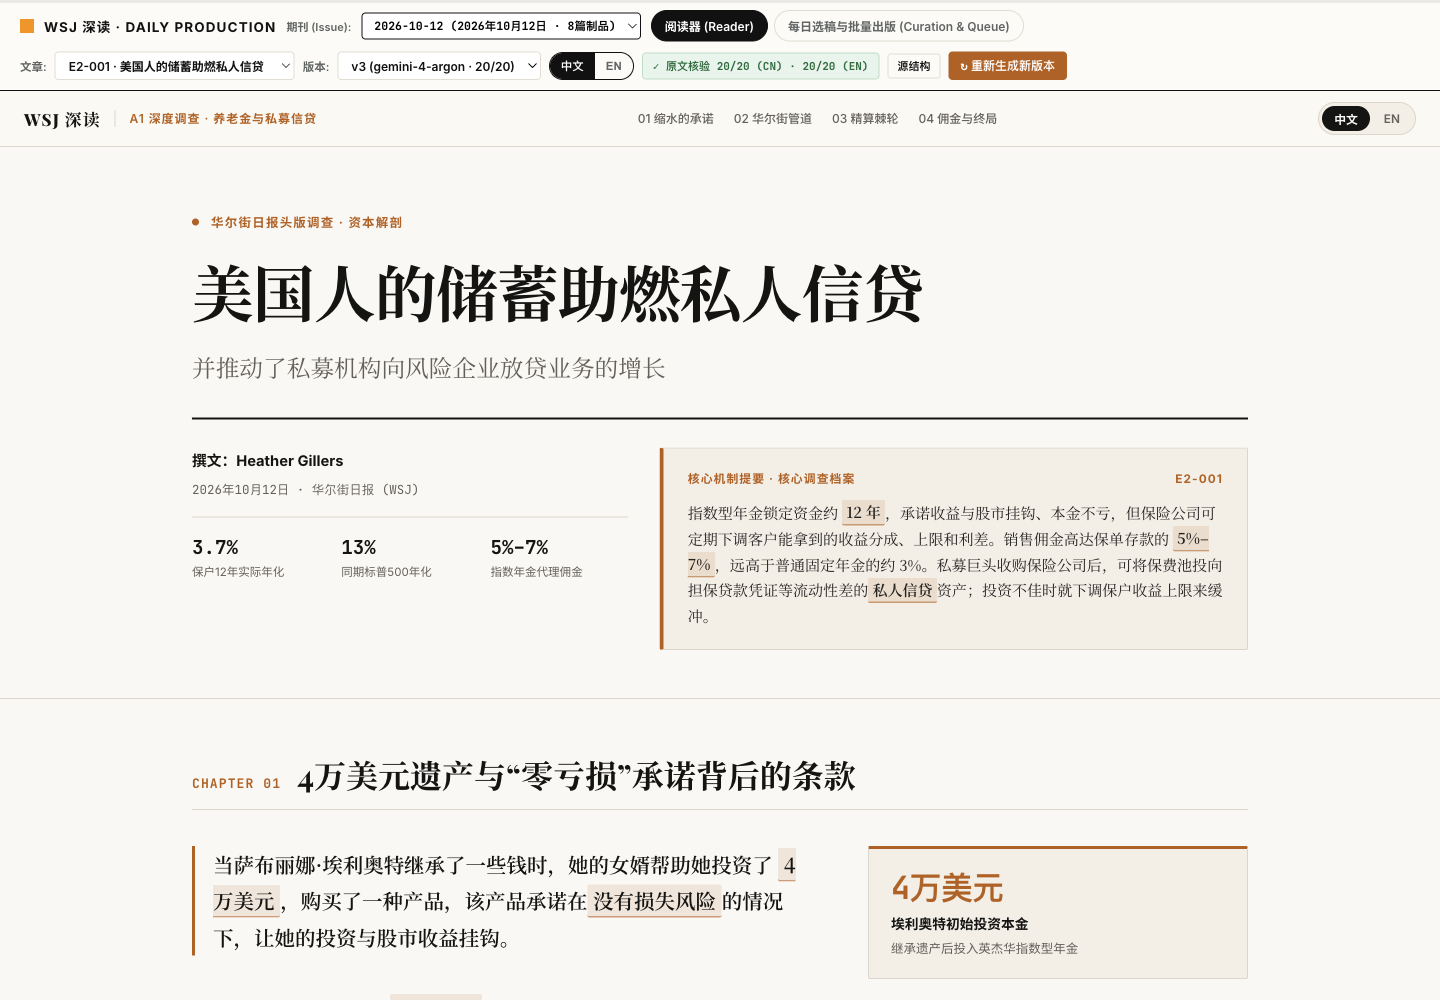 WSJ 深读 · DAILY PRODUCTION 期刊 (Issue): 2026-10-12 (2026年10月12日 · 8篇制品) 阅读器 (Reader) 每日选稿与批量出版 (Curation & Queue)
文章: E2-001 · 美国人的储蓄助燃私人信贷 版本: v3 (gemini-4-argon · 20/20) 中文 EN ✓ 原文核验 20/20 (CN) · 20/20 (EN) 源结构 ↻ 重新生成新版本
WSJ 深读 A1 深度调查 · 养老金与私募信贷 01 缩水的承诺 02 华尔街管道 03 精算棘轮 04 佣金与终局 中文 EN
华尔街日报头版调查 · 资本解剖
美国人的储蓄助燃私人信贷
并推动了私募机构向风险企业放贷业务的增长
撰文：Heather Gillers
2026年10月12日 · 华尔街日报 (WSJ)
3.7% 13% 5%–7%
保户12年实际年化 同期标普500年化 指数年金代理佣金
核心机制提要 · 核心调查档案 E2-001
指数型年金锁定资金约 12 年，承诺收益与股市挂钩、本金不亏，但保险公司可
定期下调客户能拿到的收益分成、上限和利差。销售佣金高达保单存款的 5%–
7%，远高于普通固定年金的约 3%。私募巨头收购保险公司后，可将保费池投向
担保贷款凭证等流动性差的私人信贷资产；投资不佳时就下调保户收益上限来缓
冲。
CHAPTER 01 4万美元遗产与“零亏损”承诺背后的条款
当萨布丽娜·埃利奥特继承了一些钱时，她的女婿帮助她投资了 4
万美元，购买了一种产品，该产品承诺在没有损失风险的情况
下，让她的投资与股市收益挂钩。
4万美元
埃利奥特初始投资本金
继承遗产后投入英杰华指数型年金